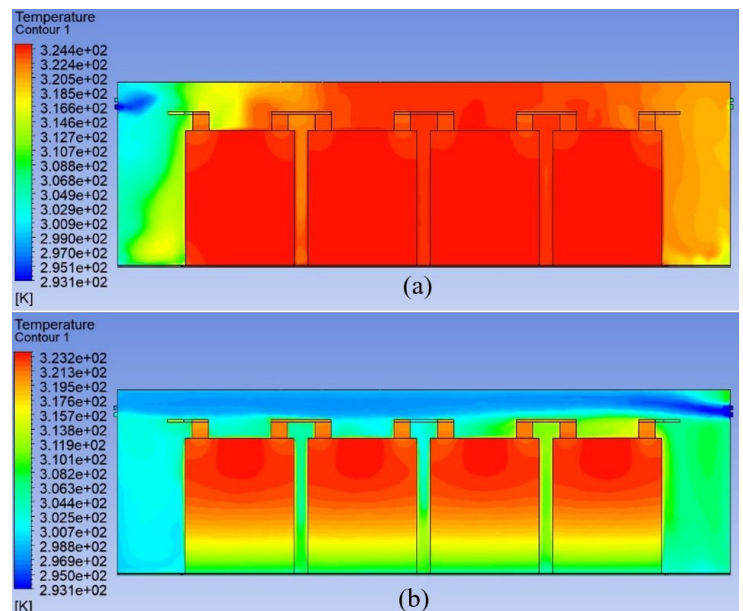 Temperature
Contour 1
3.244e+02
3.225e+02
3.205e+02
3.185e+02
3.166e+02
3.146e+02
3.127e+02
3.107e+02
3.088e+02
3.068e+02
3.048e+02
3.029e+02
3.009e+02
2.990e+02
2.970e+02
2.951e+02
2.931e+02
[K]
(a)
Temperature
Contour 1
3.232e+02
3.213e+02
3.195e+02
3.176e+02
3.157e+02
3.138e+02
3.119e+02
3.101e+02
3.082e+02
3.063e+02
3.044e+02
3.025e+02
3.007e+02
2.988e+02
2.969e+02
2.950e+02
2.931e+02
[K]
(b)